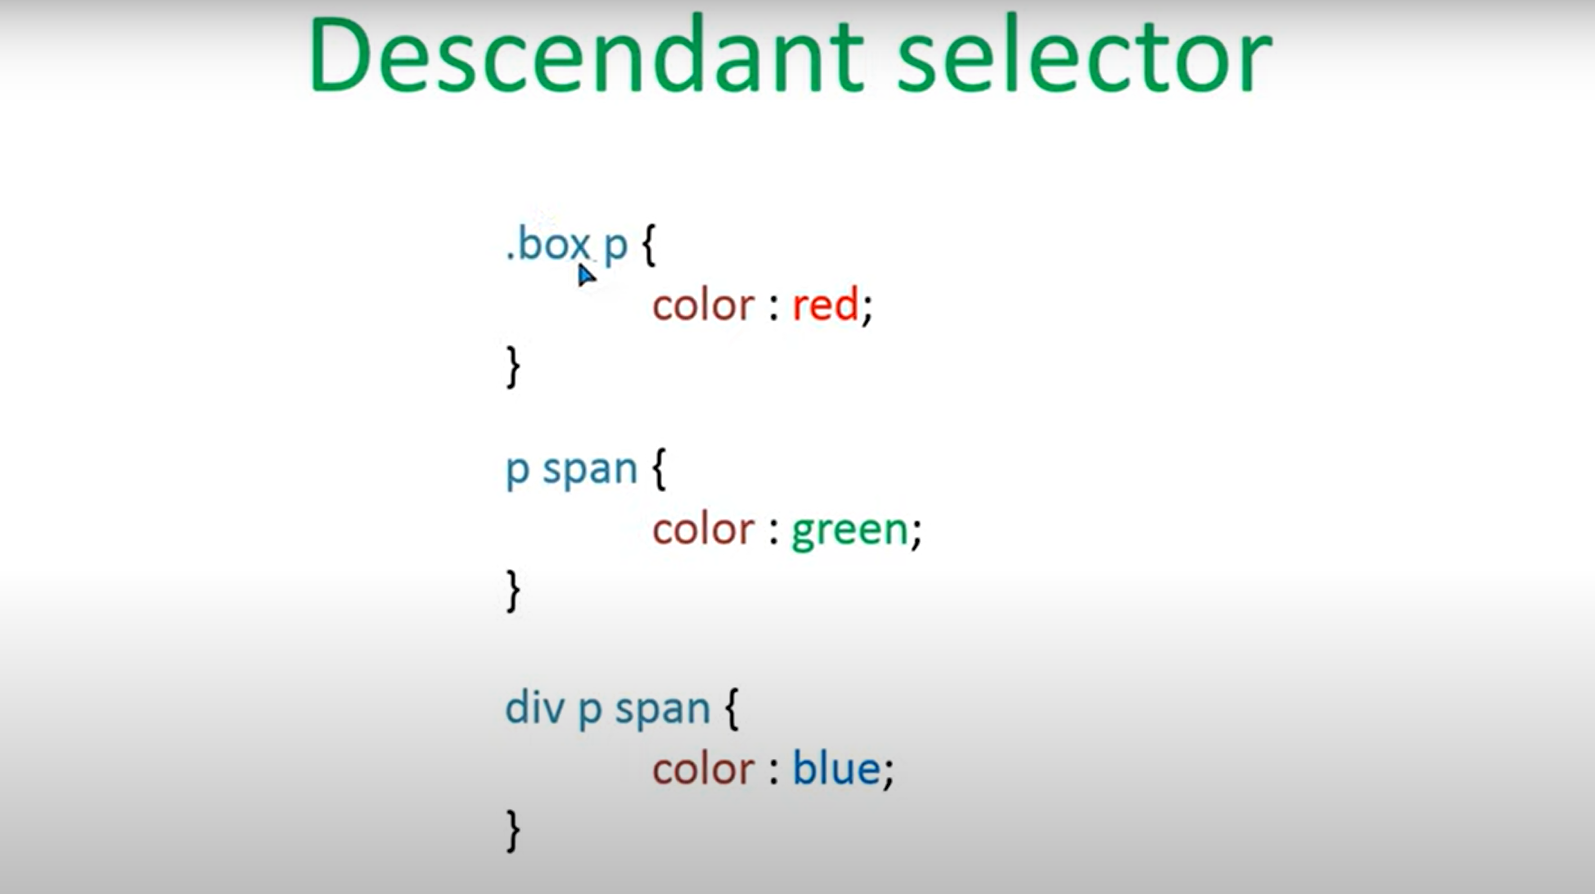 Descendant selector
.box p {
color : red;
}
p span {
color : green;
}
div p span {
color : blue;
}